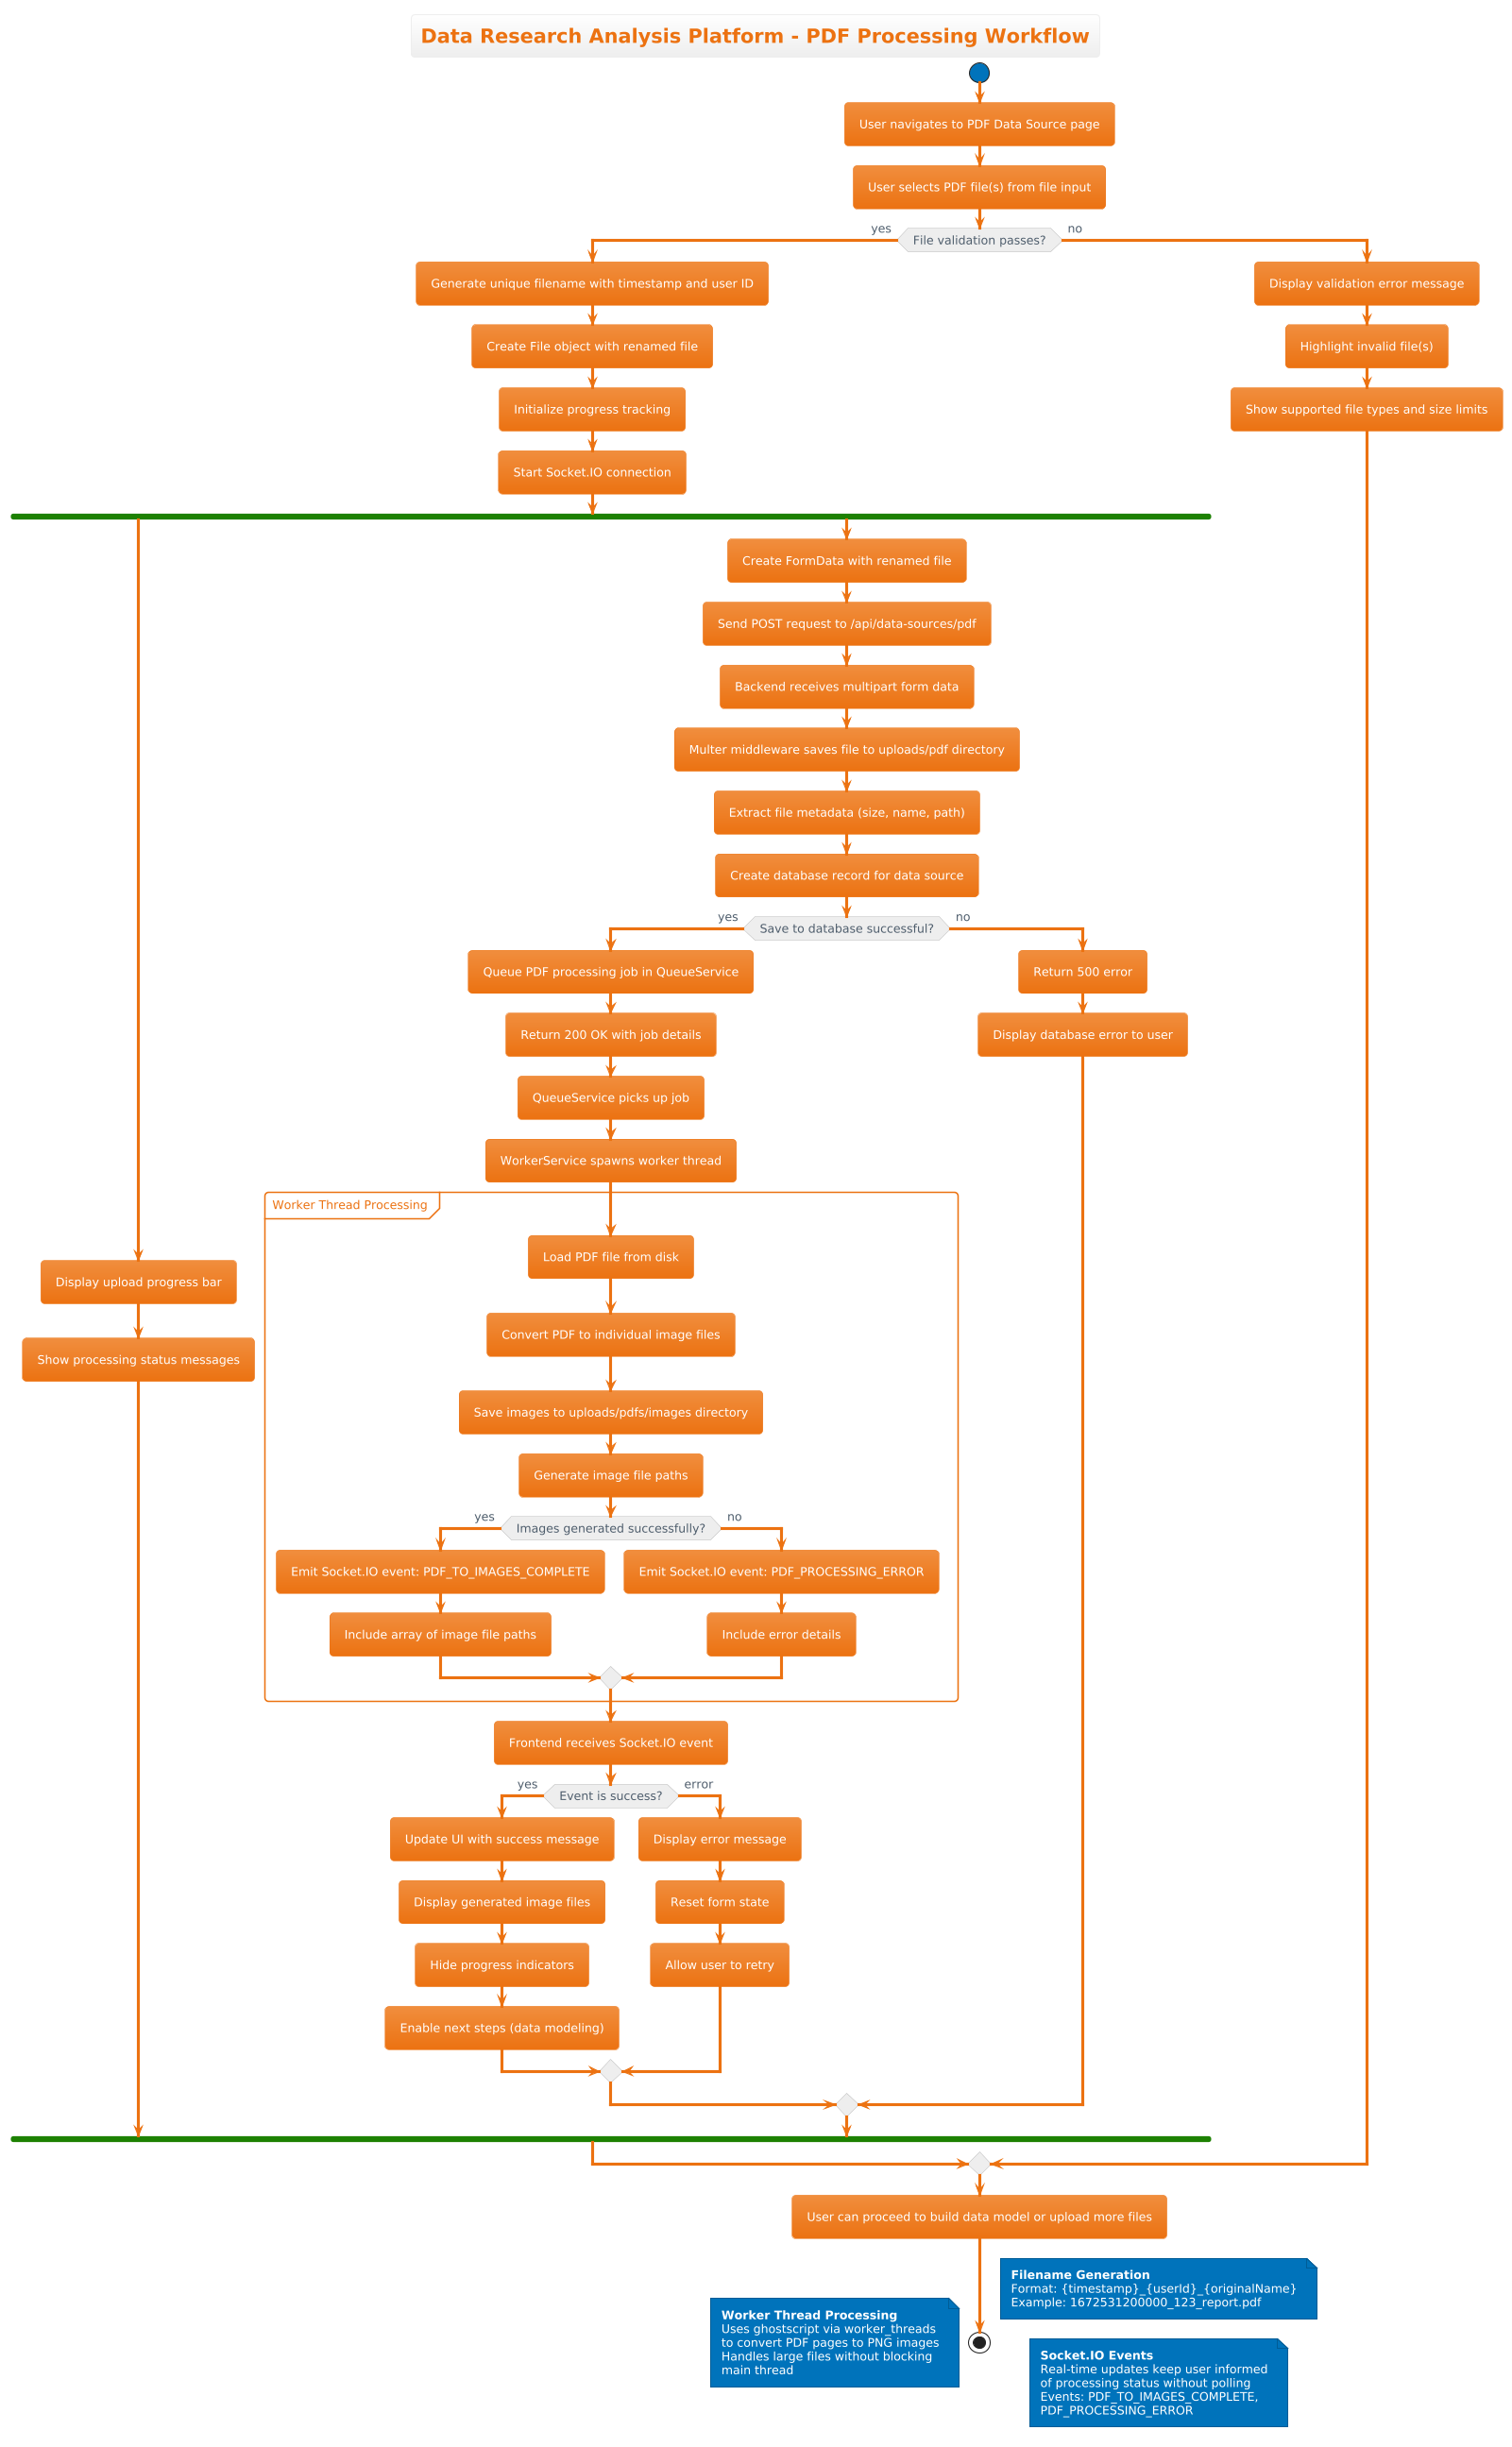 Data Research Analysis Platform - PDF Processing Workflow
User navigates to PDF Data Source page
User selects PDF file(s) from file input
yes
File validation passes?
no
Generate unique filename with timestamp and user ID
Display validation error message
Create File object with renamed file
Highlight invalid file(s)
Initialize progress tracking
Show supported file types and size limits
Start Socket.IO connection
Create FormData with renamed file
Send POST request to /api/data-sources/pdf
Backend receives multipart form data
Multer middleware saves file to uploads/pdf directory
Extract file metadata (size, name, path)
Create database record for data source
yes
Save to database successful?
no
Queue PDF processing job in QueueService
Return 500 error
Return 200 OK with job details
Display database error to user
QueueService picks up job
WorkerService spawns worker thread
Worker Thread Processing
Load PDF file from disk
Display upload progress bar
Convert PDF to individual image files
Show processing status messages
Save images to uploads/pdfs/images directory
Generate image file paths
yes
Images generated successfully?
no
Emit Socket.IO event: PDF_TO_IMAGES_COMPLETE
Emit Socket.IO event: PDF_PROCESSING_ERROR
Include array of image file paths
Include error details
Frontend receives Socket.IO event
yes
Event is success?
error
Update UI with success message
Display error message
Display generated image files
Reset form state
Hide progress indicators
Allow user to retry
Enable next steps (data modeling)
User can proceed to build data model or upload more files
Filename Generation
Format: {timestamp}_{userId}_{originalName}
Example: 1672531200000_123_report.pdf
Worker Thread Processing
Uses ghostscript via worker_threads
to convert PDF pages to PNG images
Handles large files without blocking
main thread
Socket.IO Events
Real-time updates keep user informed
of processing status without polling
Events: PDF_TO_IMAGES_COMPLETE,
PDF_PROCESSING_ERROR